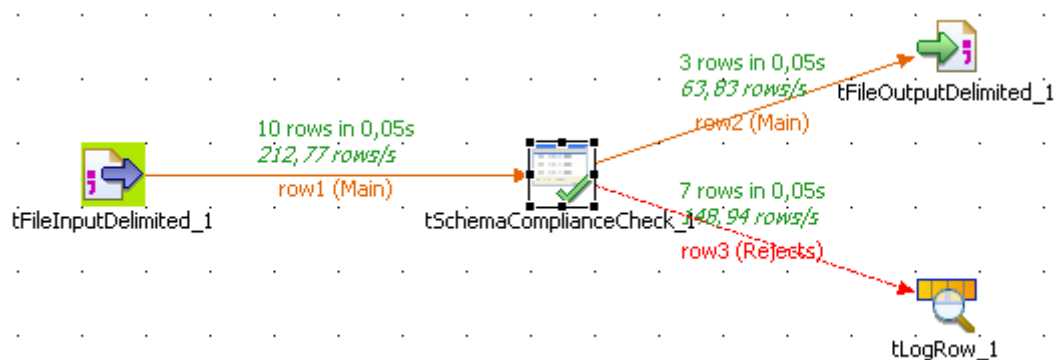 10 rows in 0,05s
212,77 rows/s
row1 (Main)
tFileInputDelimited_1
tSchemaComplianceCheck_1
3 rows in 0,05s
63,83 rows/s
row2 (Main)
tFileOutputDelimited_1
7 rows in 0,05s
148,94 rows/s
row3 (Rejects)
tLogRow_1